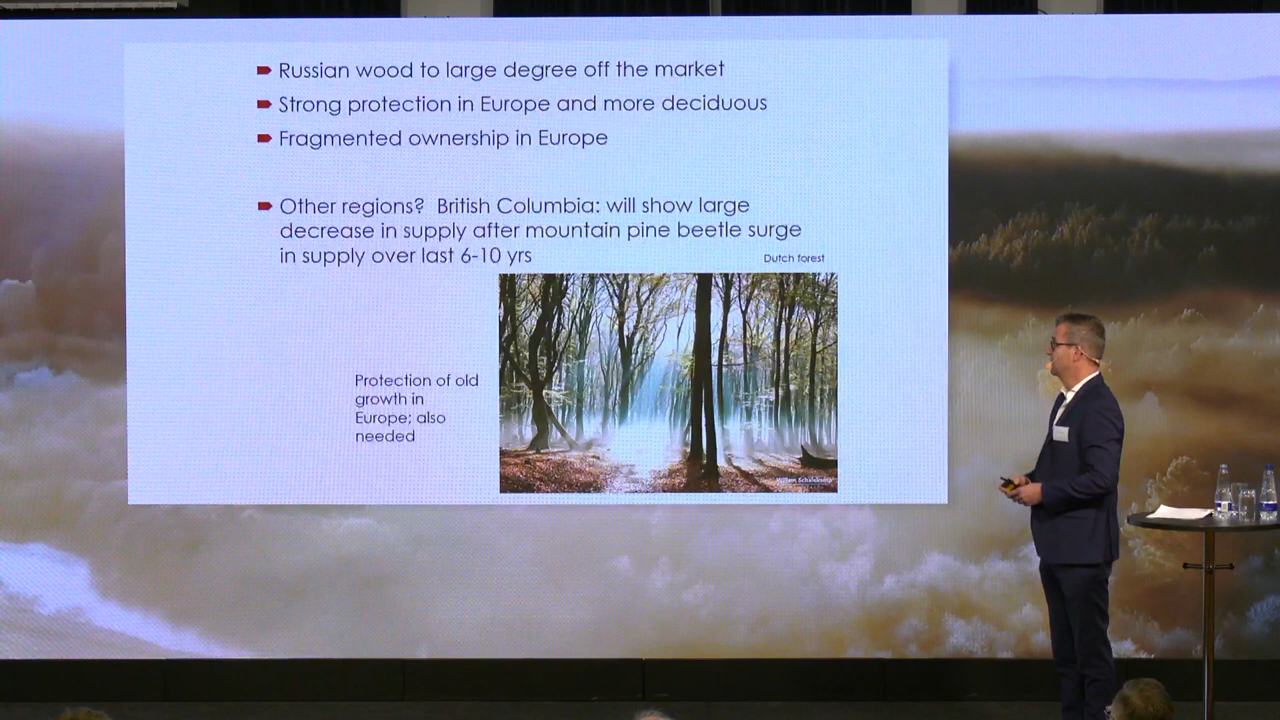 Russian wood to large degree off the market
Strong protection in Europe and more deciduous
Fragmented ownership in Europe
Other regions? British Columbia: will show large
decrease in supply after mountain pine beetle surge
in supply over last 6-10 yrs
Dutch forest
Protection of old
growth in
Europe; also
needed